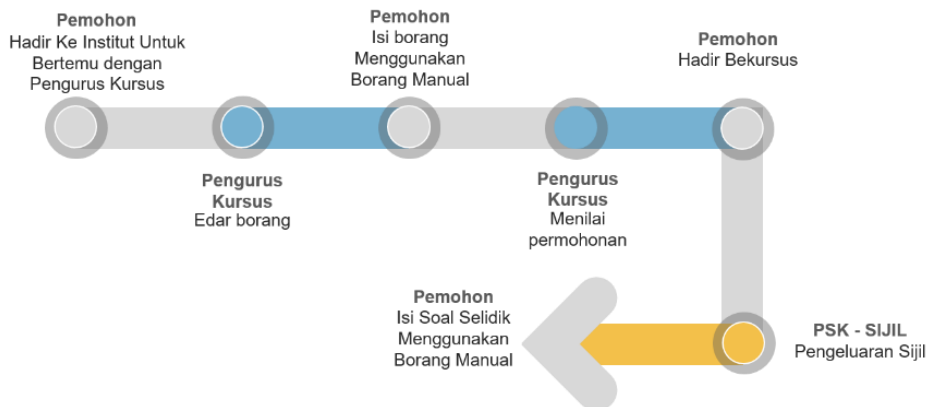 Pemohon
Hadir Ke Institut Untuk
Bertemu dengan
Pengurus Kursus
Pengurus
Kursus
Edar borang
Pemohon
Isi borang
Menggunakan
Borang Manual
Pengurus
Kursus
Menilai
permohonan
Pemohon
Hadir Bekursus
PSK - SIJIL
Pengeluaran Sijil
Pemohon
Isi Soal Selidik
Menggunakan
Borang Manual